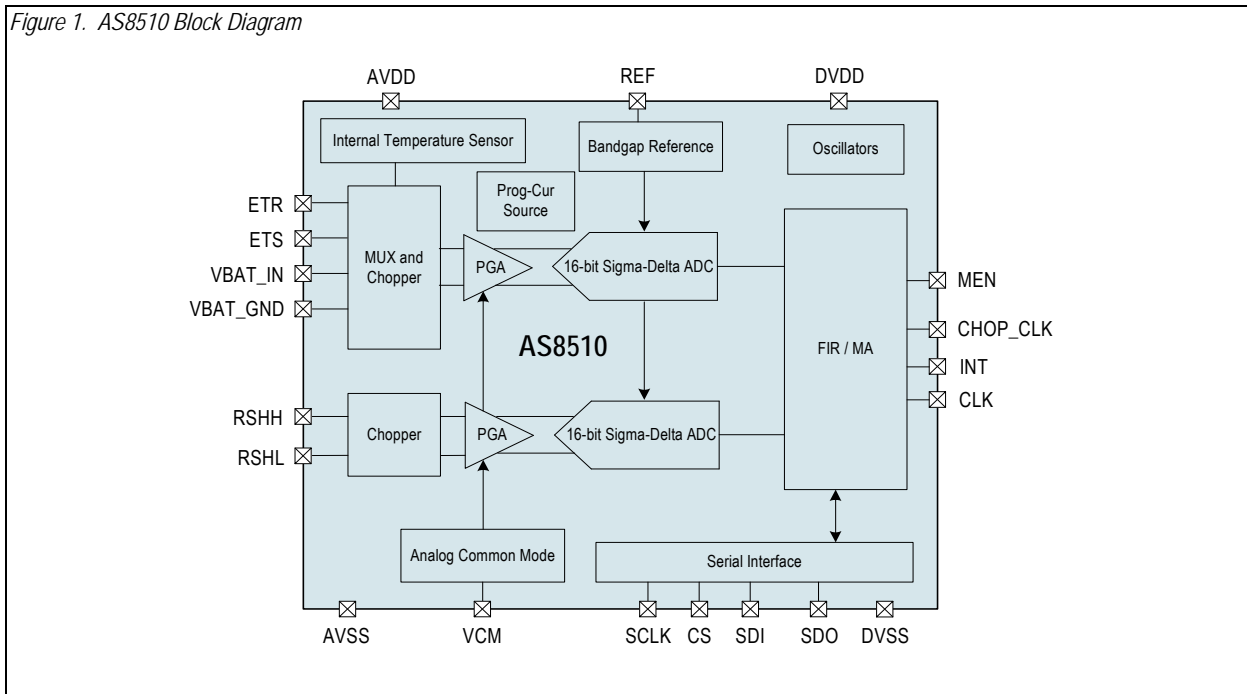 Figure 1. AS8510 Block Diagram
AVDD
REF
DVDD
Internal Temperature Sensor
Bandgap Reference
Oscillators
Prog-Cur
Source
ETR
ETS
VBAT_IN
VBAT_GND
MUX and
Chopper
PGA
16-bit Sigma-Delta ADC
MEN
CHOP_CLK
INT
CLK
FIR / MA
AS8510
RSHH
RSHL
Chopper
PGA
16-bit Sigma-Delta ADC
Analog Common Mode
Serial Interface
AVSS
VCM
SCLK
CS
SDI
SDO
DVSS